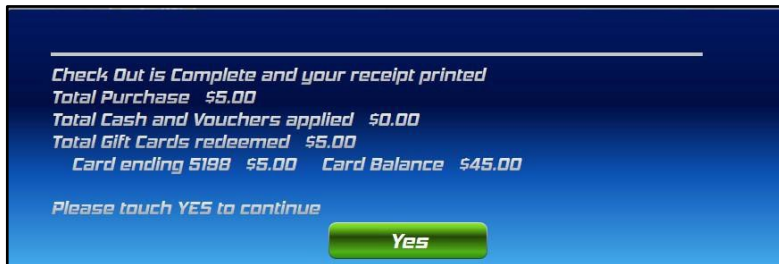 Check Out is Complete and your receipt printed
Total Purchase $5.00
Total Cash and Vouchers applied $0.00
Total Gift Cards redeemed $5.00
Card ending 5198 $5.00 Card Balance $45.00
Please touch YES to continue
Yes